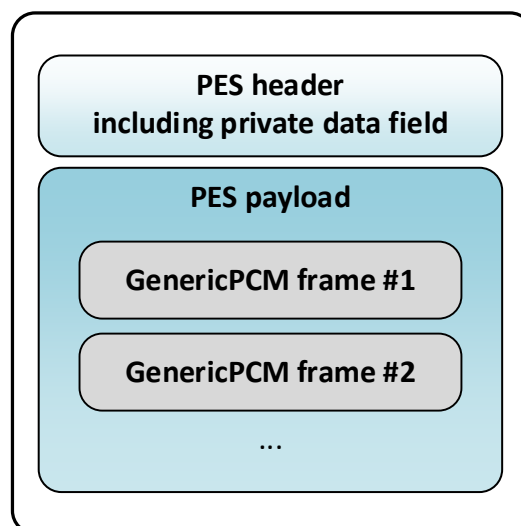 PES header
including private data field
PES payload
GenericPCM frame #1
GenericPCM frame #2
...